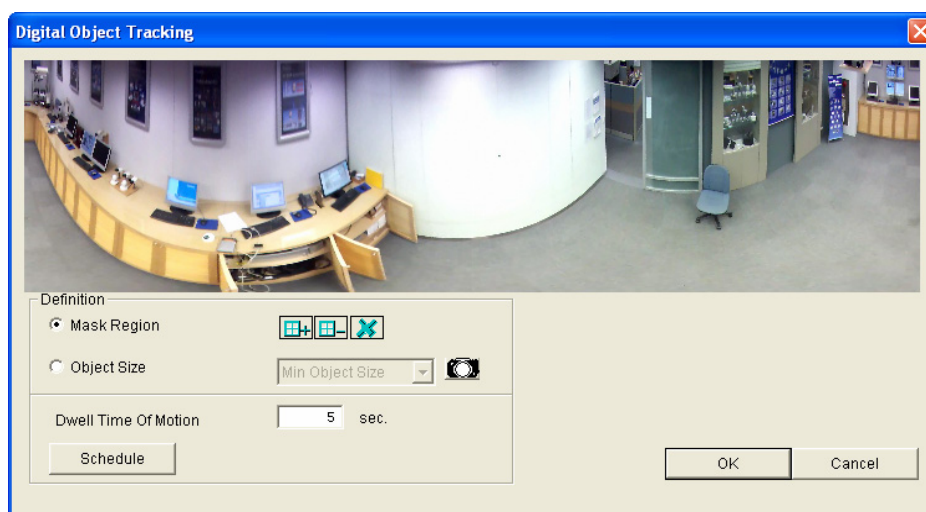 Digital Object Tracking
Definition
Mask Region
Object Size
Min Object Size
Dwell Time Of Motion
5 sec.
Schedule
OK
Cancel